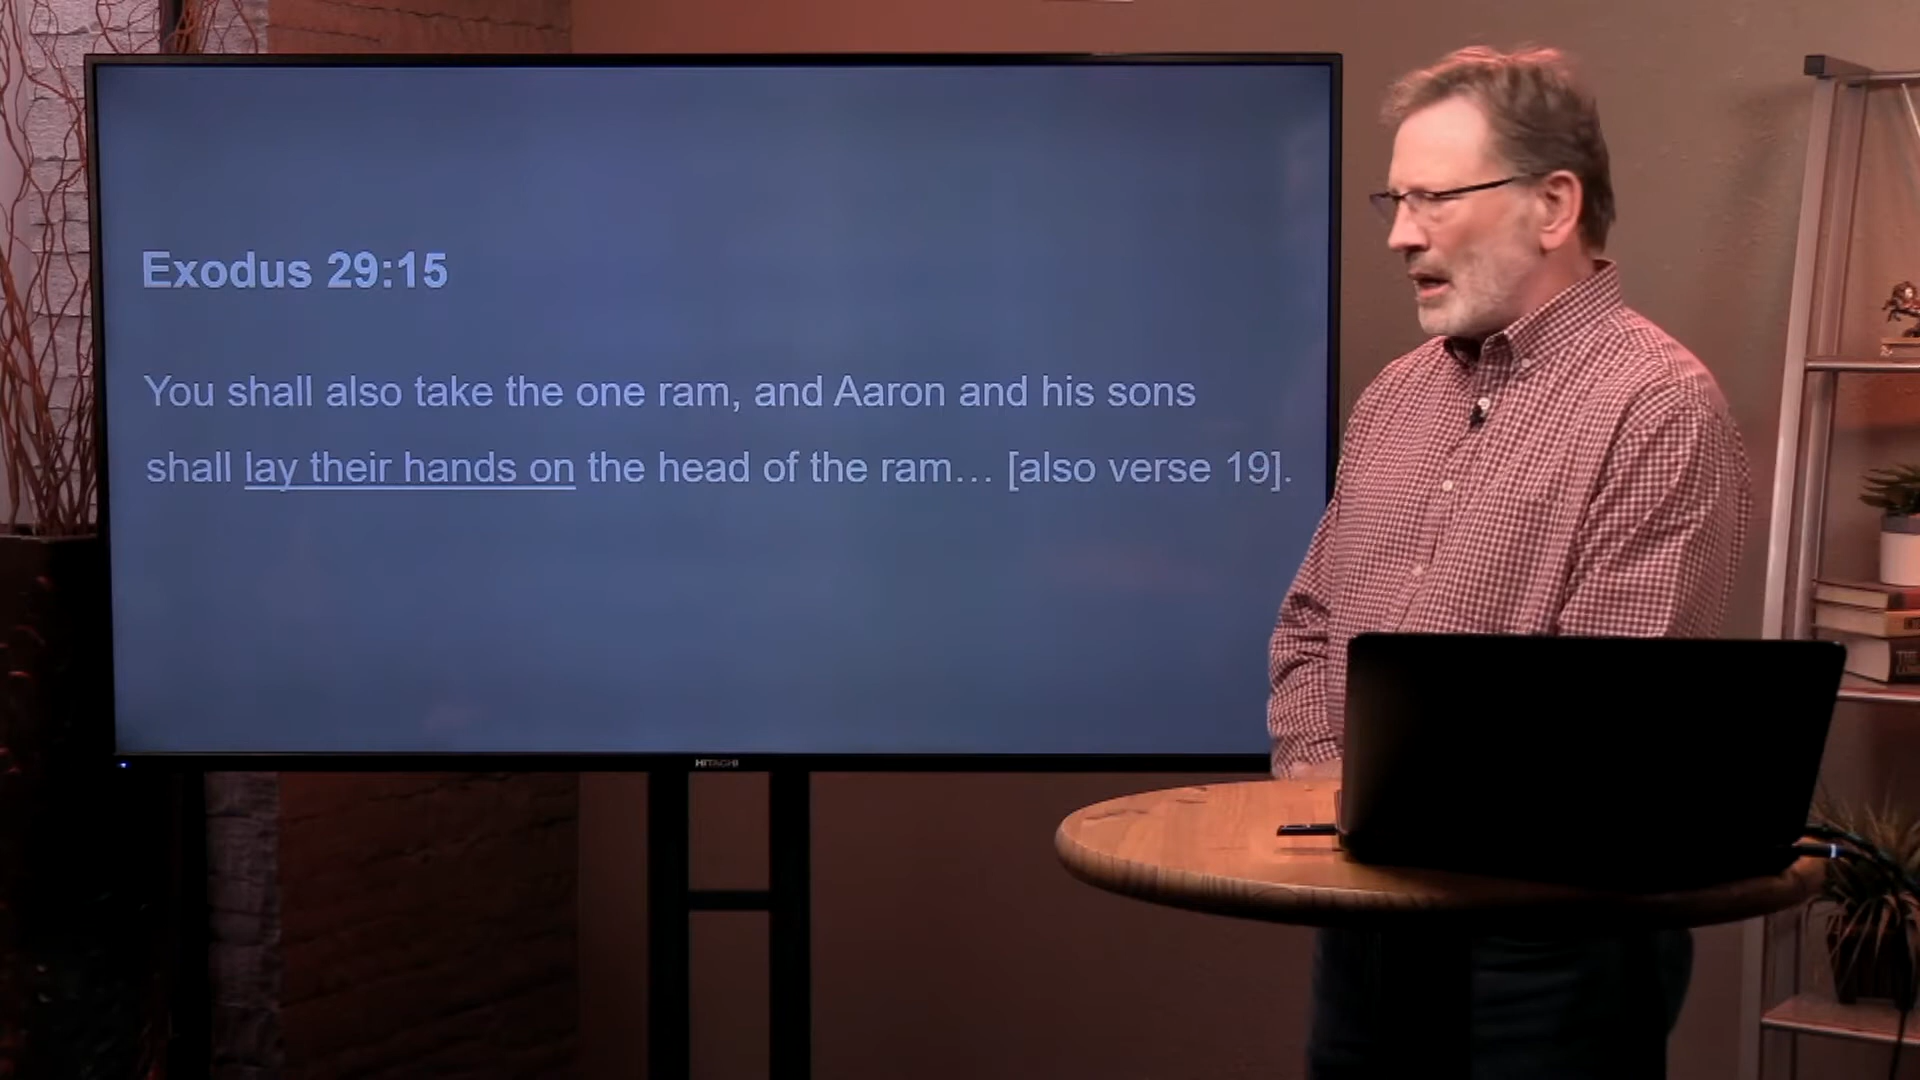 Exodus 29:15
You shall also take the one ram, and Aaron and his sons
shall lay their hands on the head of the ram… [also verse 19].
HITACHI